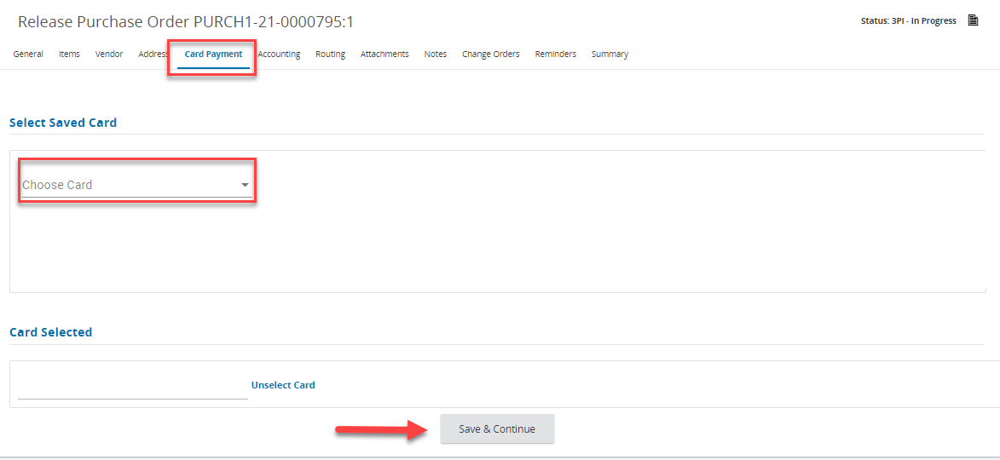 Release Purchase Order PURCH1-21-0000795:1
Status: 3PI - In Progress
General Items Vendor Address Card Payment Accounting Routing Attachments Notes Change Orders Reminders Summary
Select Saved Card
Choose Card
Card Selected
Unselect Card
Save & Continue